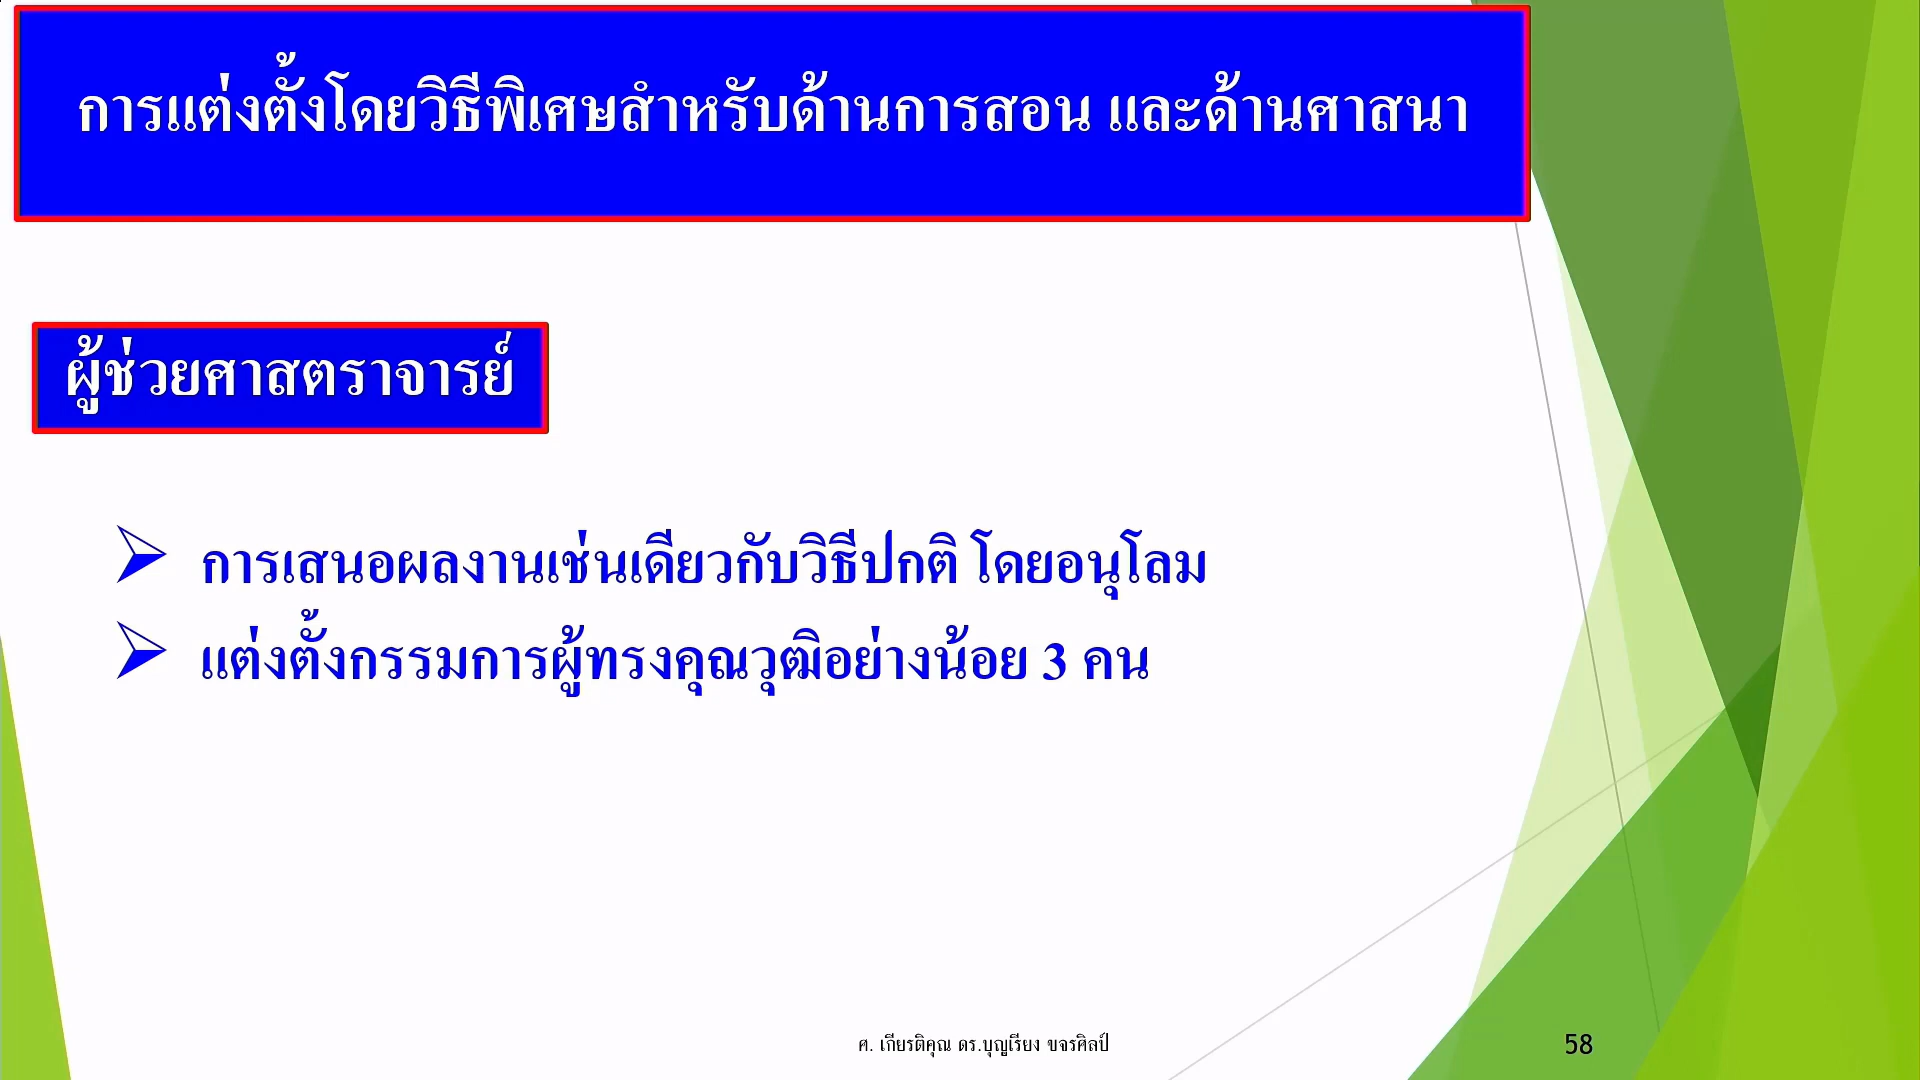 การแต่งตั้งโดยวิธีพิเศษสำหรับด้านการสอน และด้านศาสนา
ผู้ช่วยศาสตราจารย์
➢ การเสนอผลงานเช่นเดียวกับวิธีปกติ โดยอนุโลม
➢ แต่งตั้งกรรมการผู้ทรงคุณวุฒิอย่างน้อย 3 คน
ศ. เกียรติคุณ ดร.บุญเรียง ขจรศิลป์
58